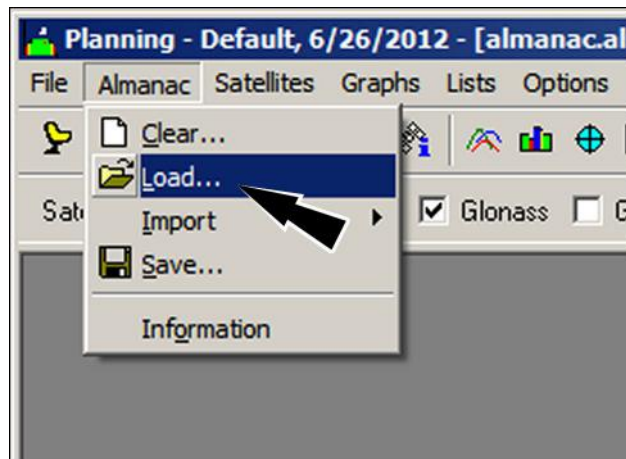 Planning - Default, 6/26/2012 - [almanac.al
File Almanac Satellites Graphs Lists Options
Clear...
Load...
Glonass
Import
Save...
Information